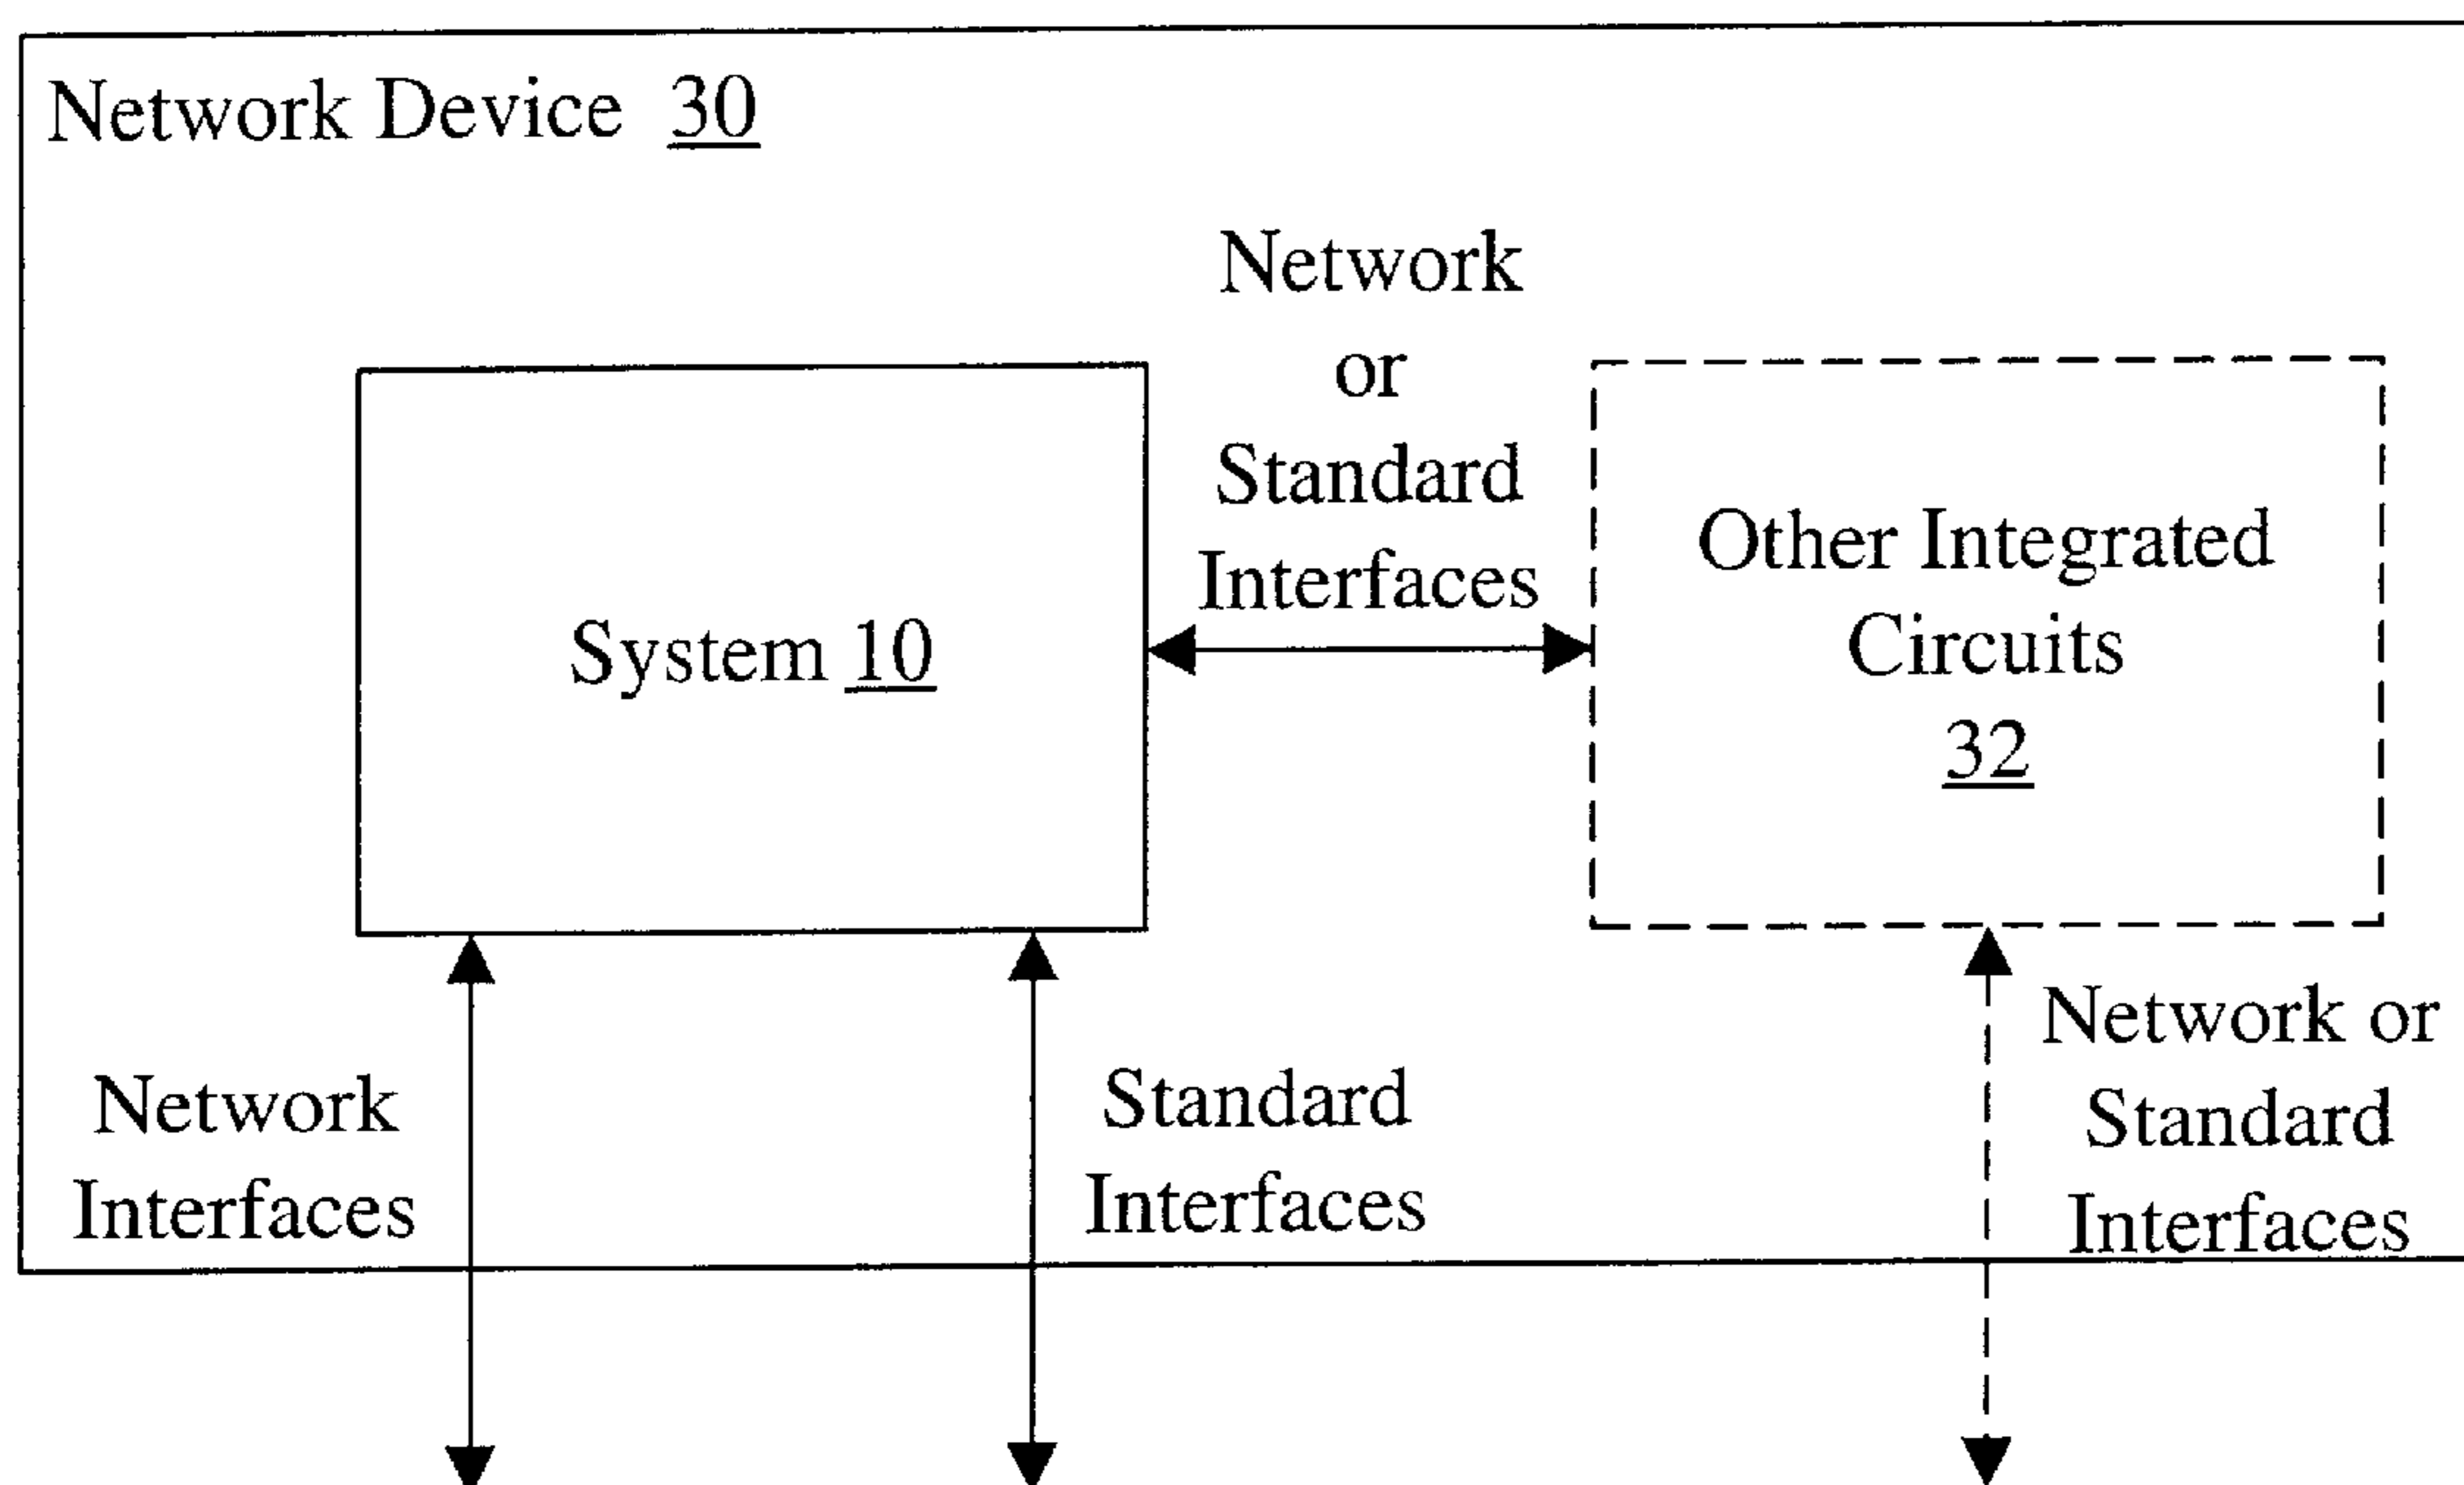 Network Device 30
Network
or
Standard
Interfaces
System 10
Other Integrated
Circuits
32
Network
Interfaces
Standard
Interfaces
Network or
Standard
Interfaces